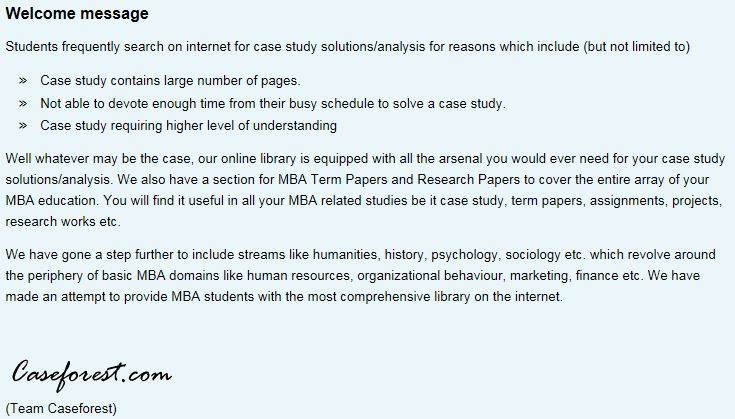 Welcome message
Students frequently search on internet for case study solutions/analysis for reasons which include (but not limited to)
» Case study contains large number of pages.
» Not able to devote enough time from their busy schedule to solve a case study.
» Case study requiring higher level of understanding
Well whatever may be the case, our online library is equipped with all the arsenal you would ever need for your case study
solutions/analysis. We also have a section for MBA Term Papers and Research Papers to cover the entire array of your
MBA education. You will find it useful in all your MBA related studies be it case study, term papers, assignments, projects,
research works etc.
We have gone a step further to include streams like humanities, history, psychology, sociology etc. which revolve around
the periphery of basic MBA domains like human resources, organizational behaviour, marketing, finance etc. We have
made an attempt to provide MBA students with the most comprehensive library on the internet.
Caseforest.com
(Team Caseforest)